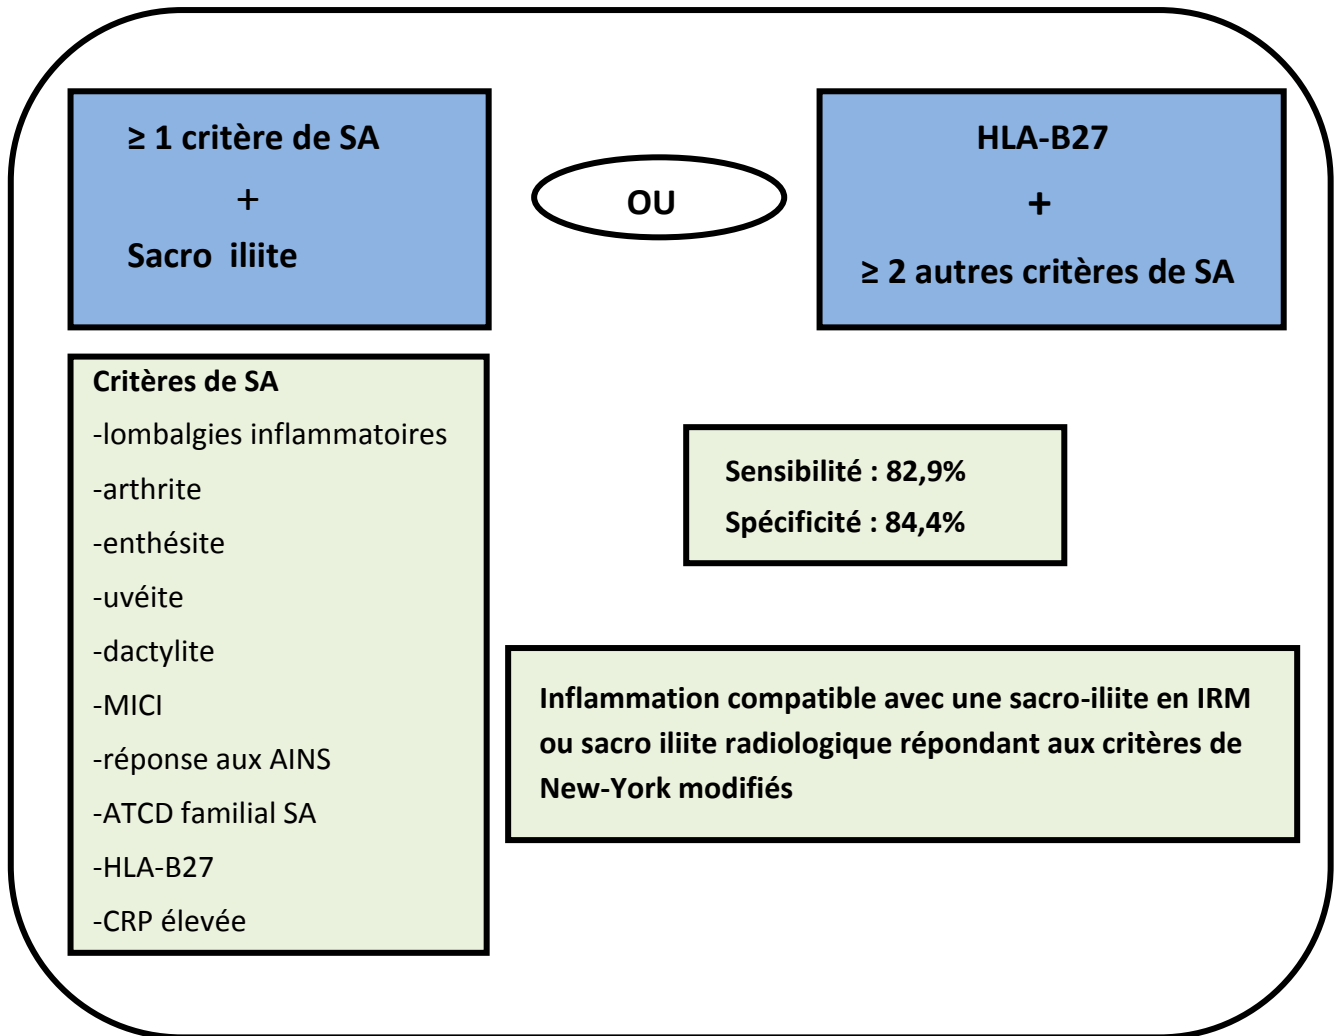 ≥ 1 critère de SA
+
Sacro iliite
OU
HLA-B27
+
≥ 2 autres critères de SA
Critères de SA
-lombalgies inflammatoires
-arthrite
-enthésite
-uvéite
-dactylite
-MICI
-réponse aux AINS
-ATCD familial SA
-HLA-B27
-CRP élevée
Sensibilité : 82,9%
Spécificité : 84,4%
Inflammation compatible avec une sacro-iliite en IRM
ou sacro iliite radiologique répondant aux critères de
New-York modifiés